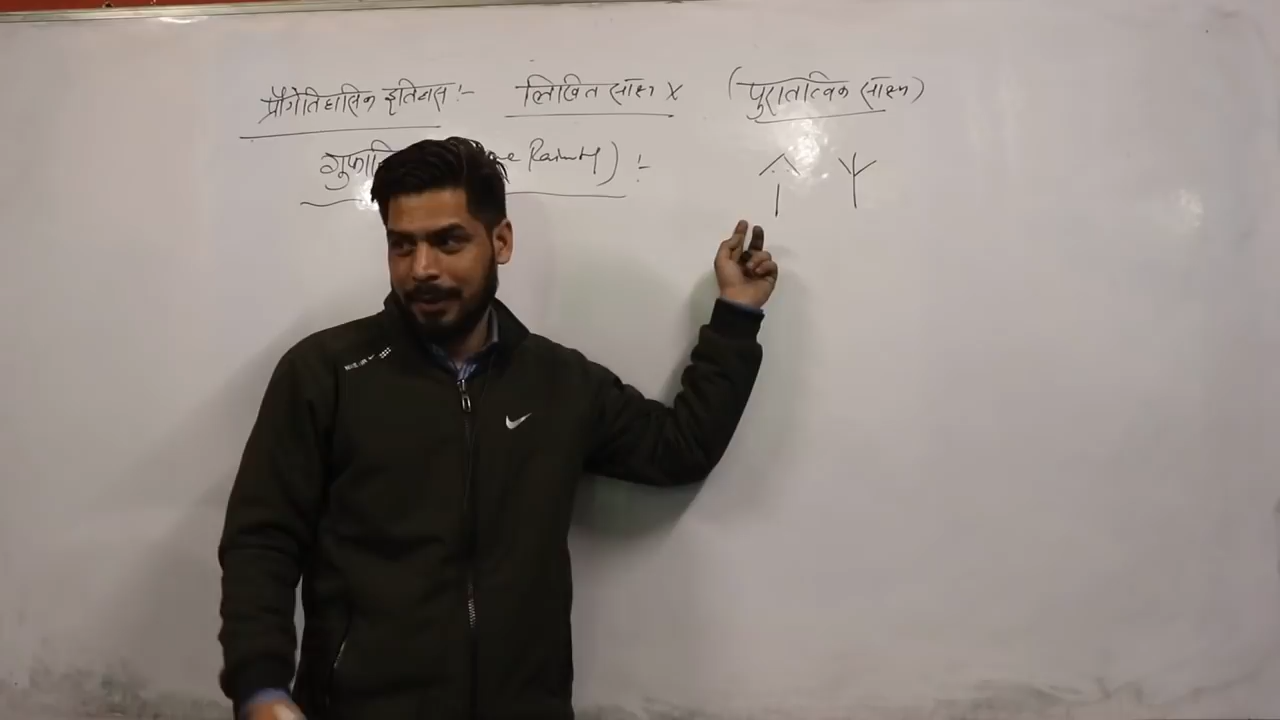 प्रौगेतिहासिक इतिहास :- लिखित सॉक्ष्य X (पुरातात्विक सॉक्ष्य)
) :-